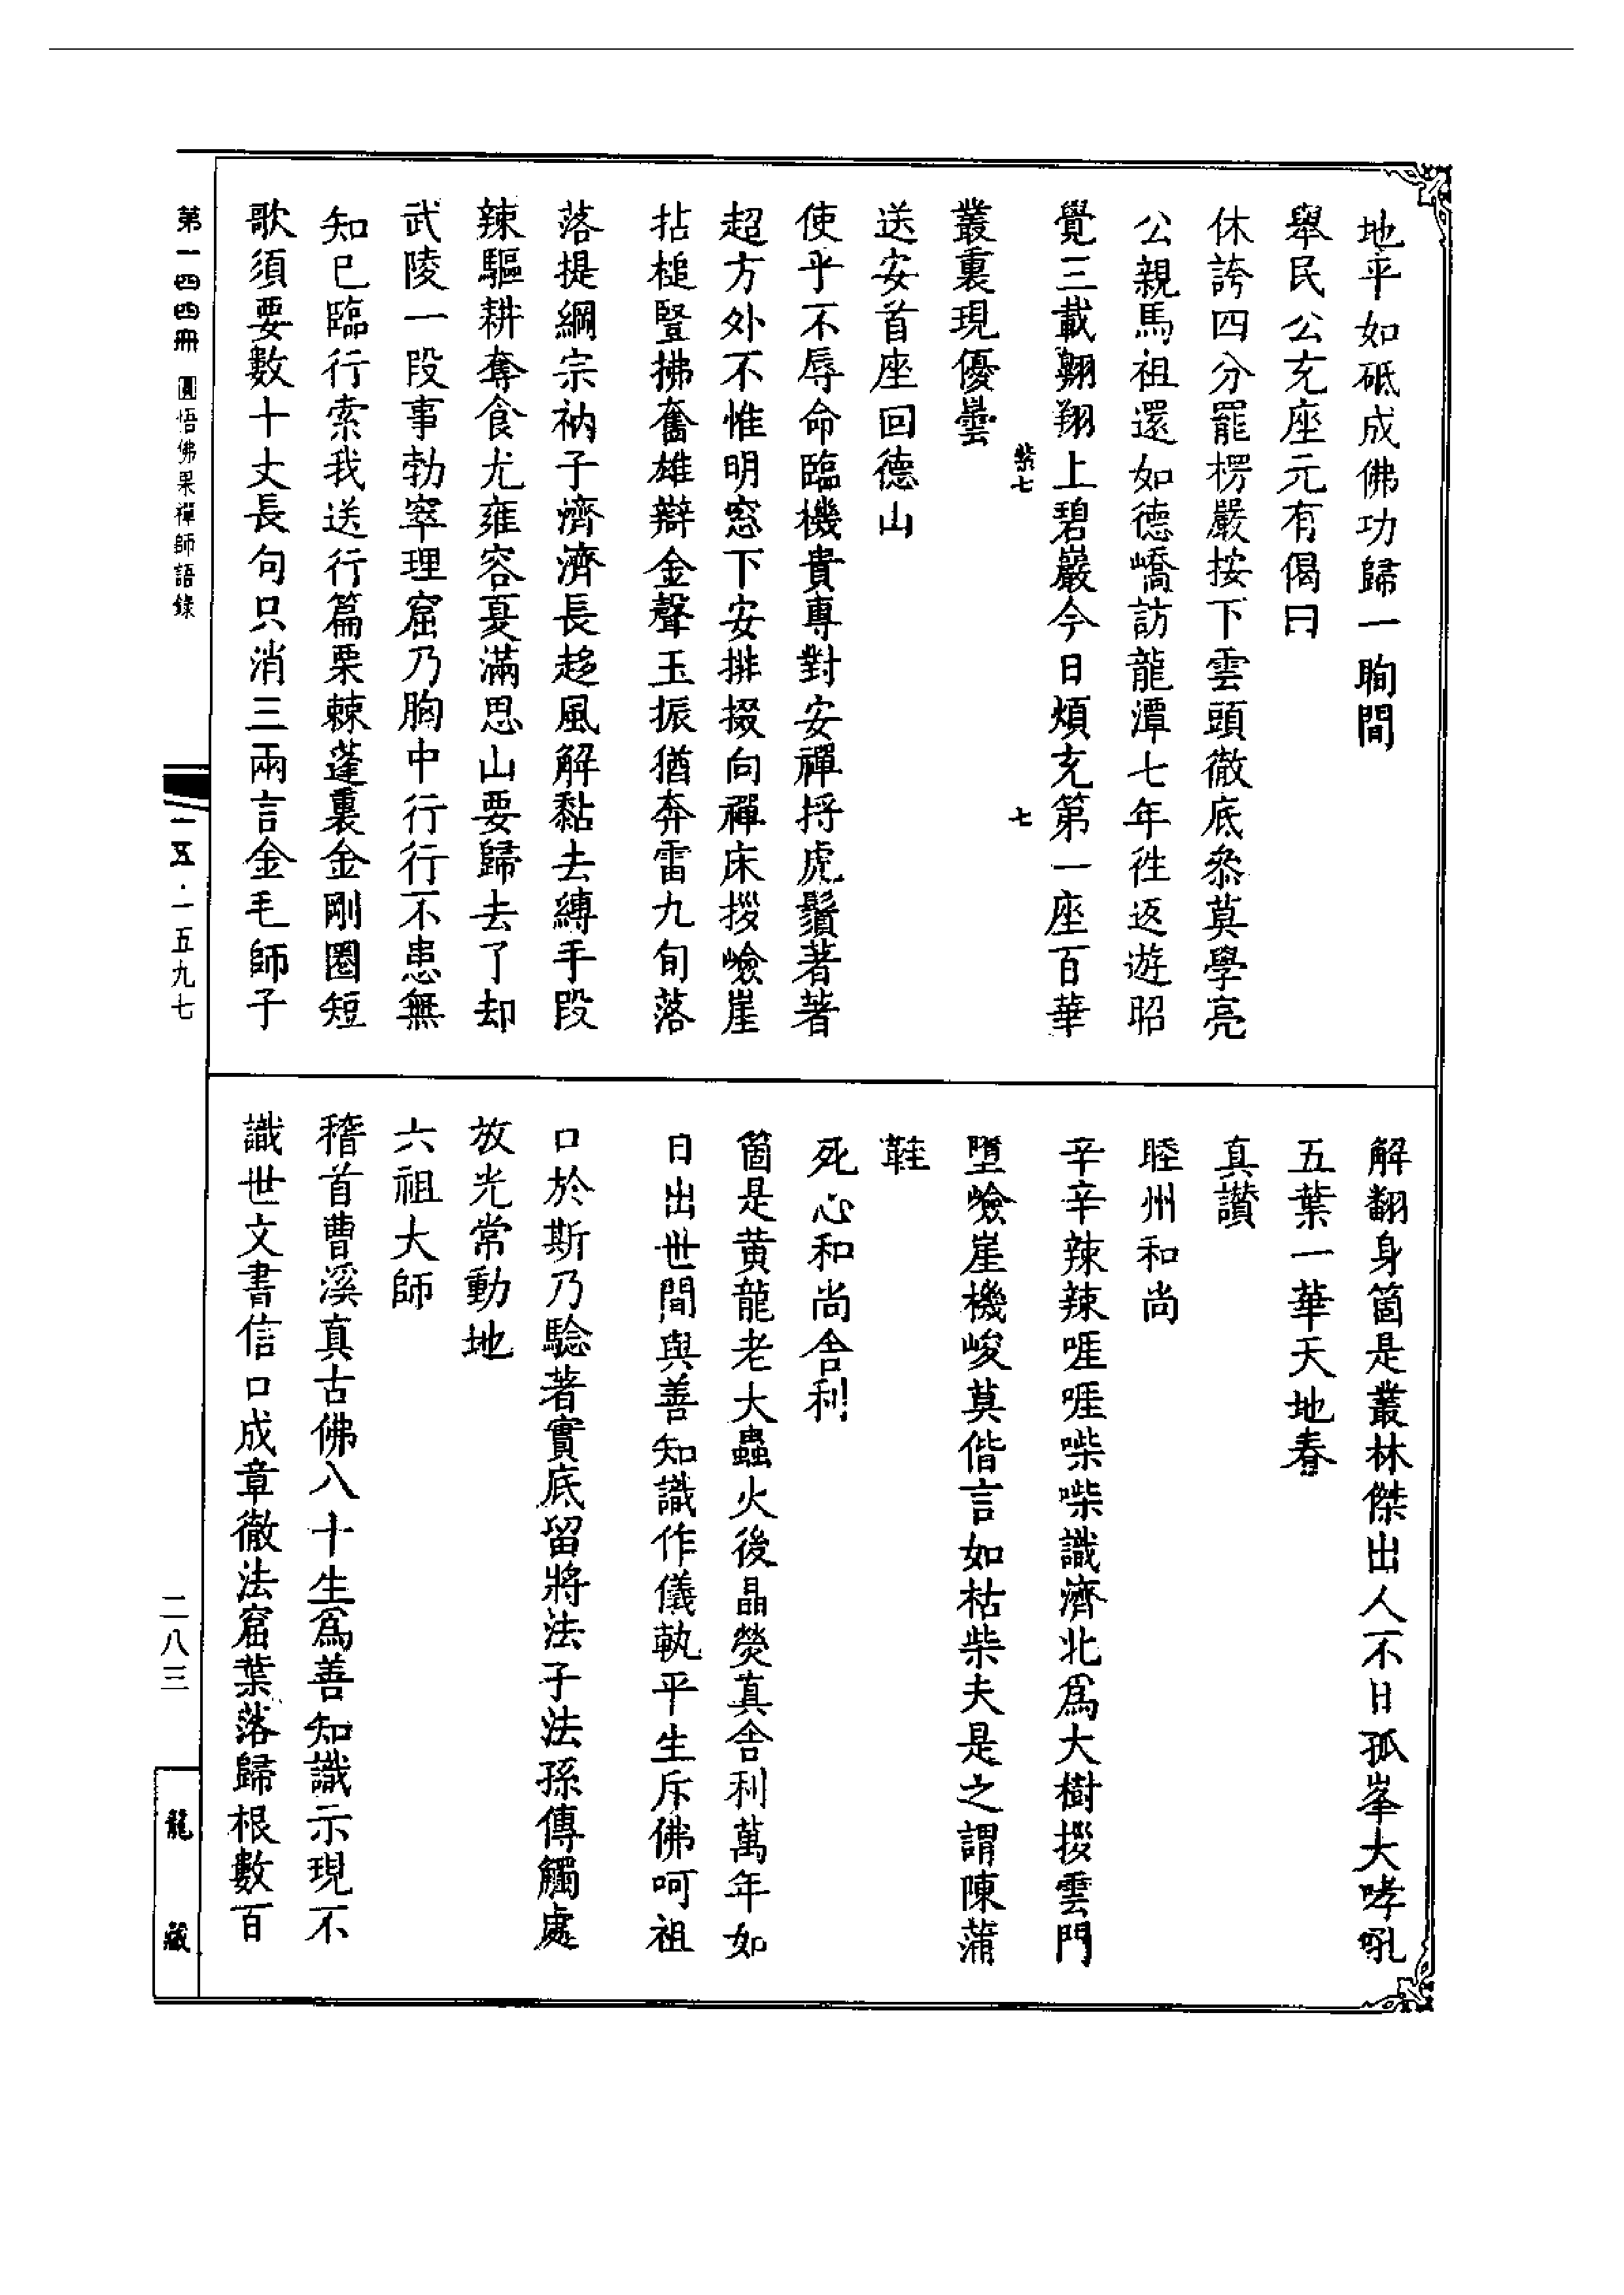 地平如砥成佛功歸一眴間
舉民公充座元有偈曰
休誇四分罷楞嚴按下雲頭徹底叅莫學亮
公親馬祖還如德嶠訪龍潭七年徃返遊昭
覺三載翺翔上碧巖今日煩充第一座百華
紫七
七
叢裏現優曇
送安首座回德山
使乎不辱命臨機貴專對安禪捋虎鬚著著
超方外不惟明窓下安排掇向禪床㧞嶮崖
拈槌豎拂奮雄辯金聲玉振猶奔雷九旬落
落提綱宗衲子濟濟長趍風解黏去縛手段
辣驅耕奪食尤雍容戛滿思山要歸去了却
武陵一段事勃窣理窟乃胸中行行不患無
知已臨行索我送行篇栗棘蓬裏金剛圈短
歌須要數十丈長句只消三兩言金毛師子
解翻身箇是叢林傑出人不日孤峯大哮吼
五葉一華天地春
真讃
睦州和尚
辛辛辣辣啀啀喍喍識濟北爲大樹㧞雲門
墮嶮崖機峻莫偕言如枯柴夫是之謂陳蒲
鞋
死心和尚舍利
箇是黄龍老大蟲火後晶熒真舍利萬年如
日出世間與善知識作儀執平生斥佛呵祖
口於斯乃騐著實底留將法子法孫傳觸處
放光常動地
六祖大師
稽首曹溪真古佛八十生爲善知識示現不
識世文書信口成章徹法窟葉落歸根數百
第一四四冊 圓悟佛果禪師語錄
一五·一五九七
二八三
龍藏